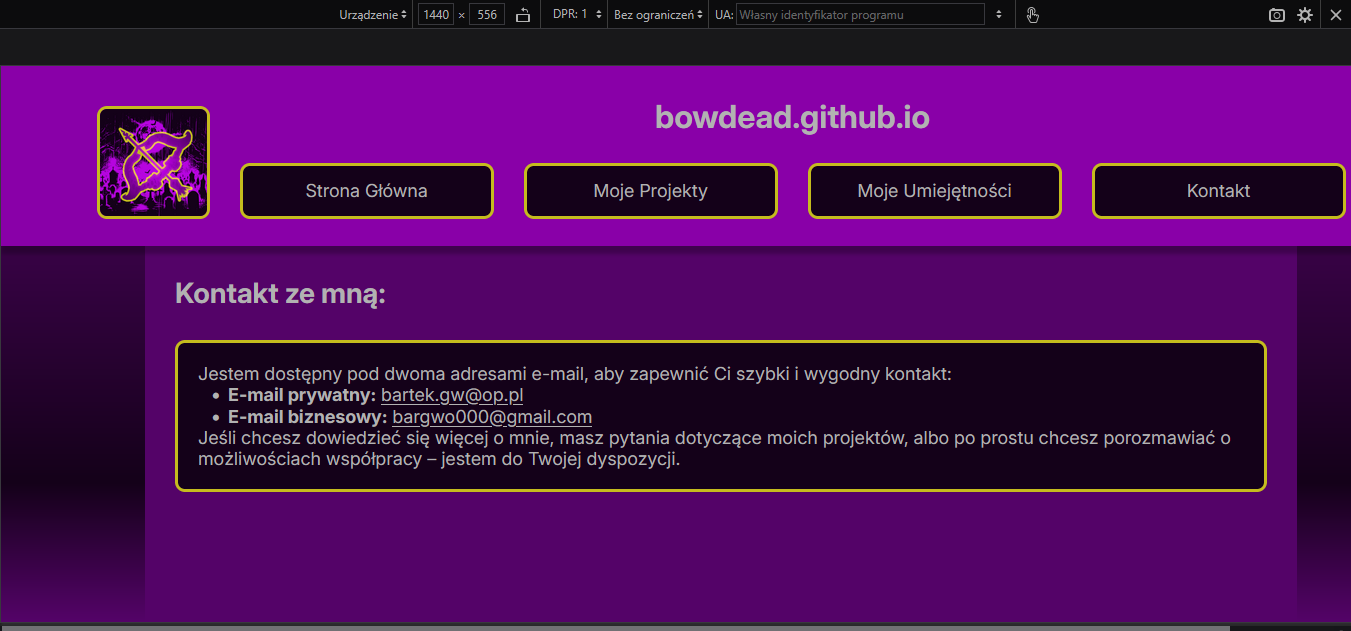 Urządzenie 1440 × 556 DPR: 1 Bez ograniczeń UA: Własny identyfikator programu
bowdead.github.io
Strona Główna Moje Projekty Moje Umiejętności Kontakt
Kontakt ze mną:
Jestem dostępny pod dwoma adresami e-mail, aby zapewnić Ci szybki i wygodny kontakt:
• E-mail prywatny: bartek.gw@op.pl
• E-mail biznesowy: bargwo000@gmail.com
Jeśli chcesz dowiedzieć się więcej o mnie, masz pytania dotyczące moich projektów, albo po prostu chcesz porozmawiać o
możliwościach współpracy – jestem do Twojej dyspozycji.